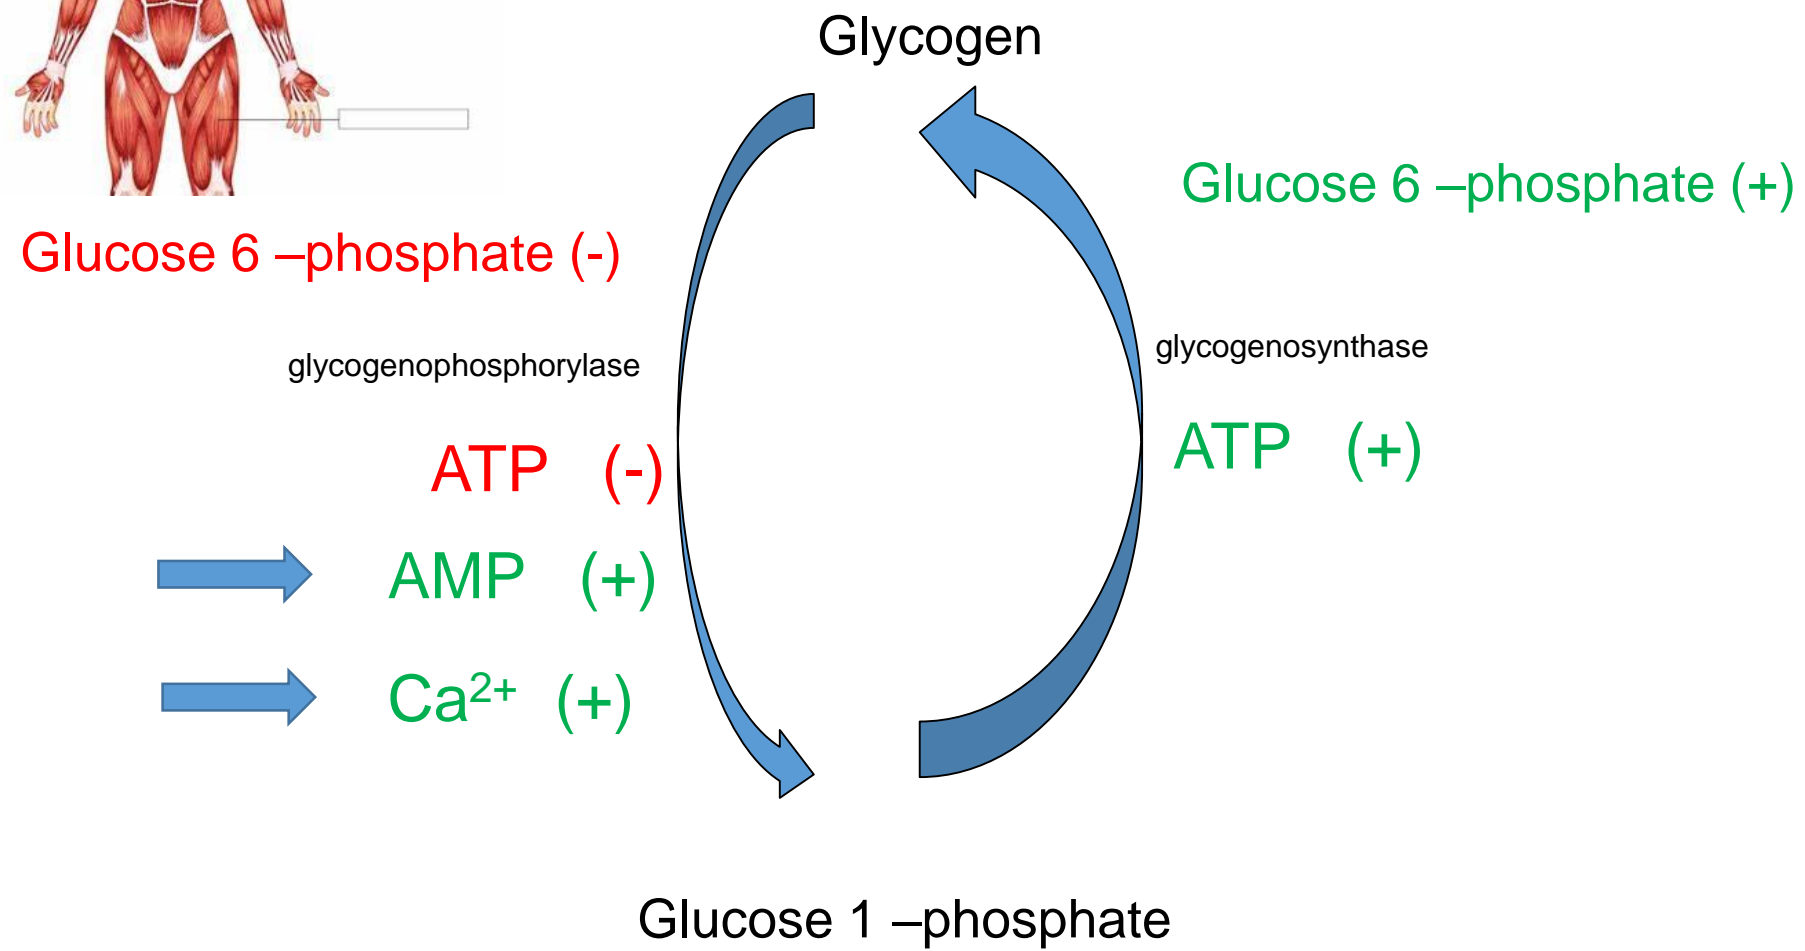 Glycogen
Glucose 6 –phosphate (+)
Glucose 6 –phosphate (-)
glycogenophosphorylase
glycogenosynthase
ATP (-)
ATP (+)
AMP (+)
Ca²⁺ (+)
Glucose 1 –phosphate